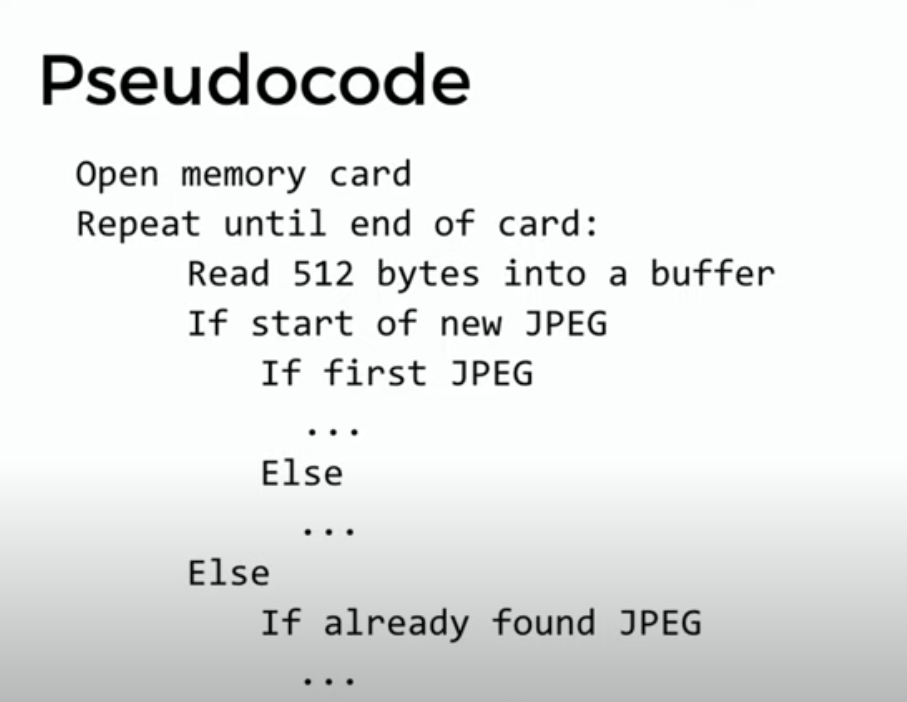 Pseudocode
Open memory card
Repeat until end of card:
Read 512 bytes into a buffer
If start of new JPEG
If first JPEG
...
Else
...
Else
If already found JPEG
...